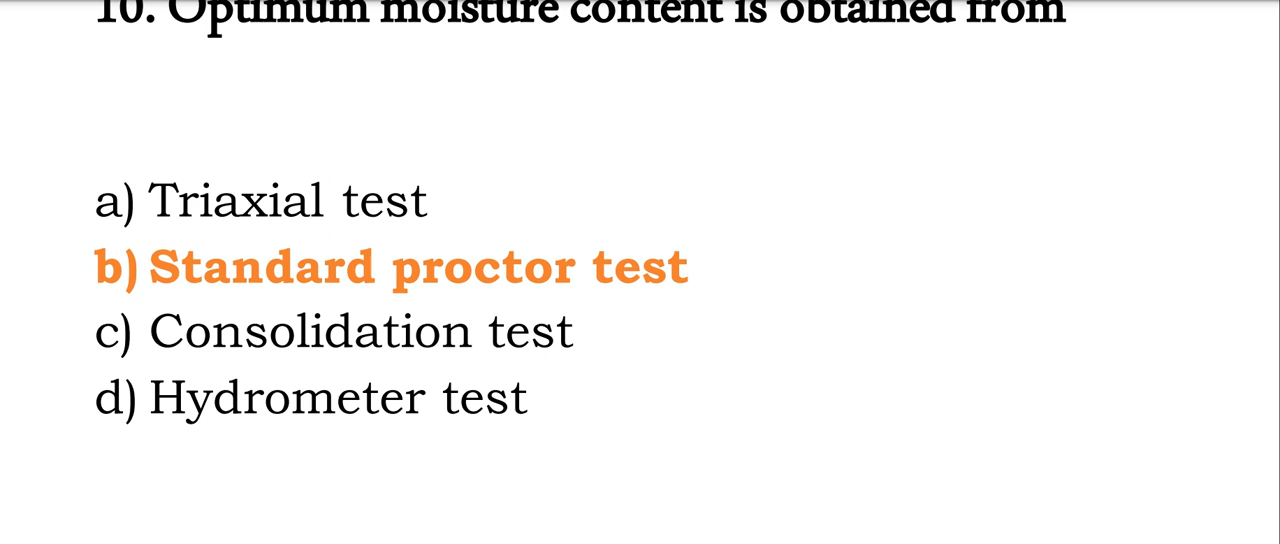 10. Optimum moisture content is obtained from
a) Triaxial test
b) Standard proctor test
c) Consolidation test
d) Hydrometer test